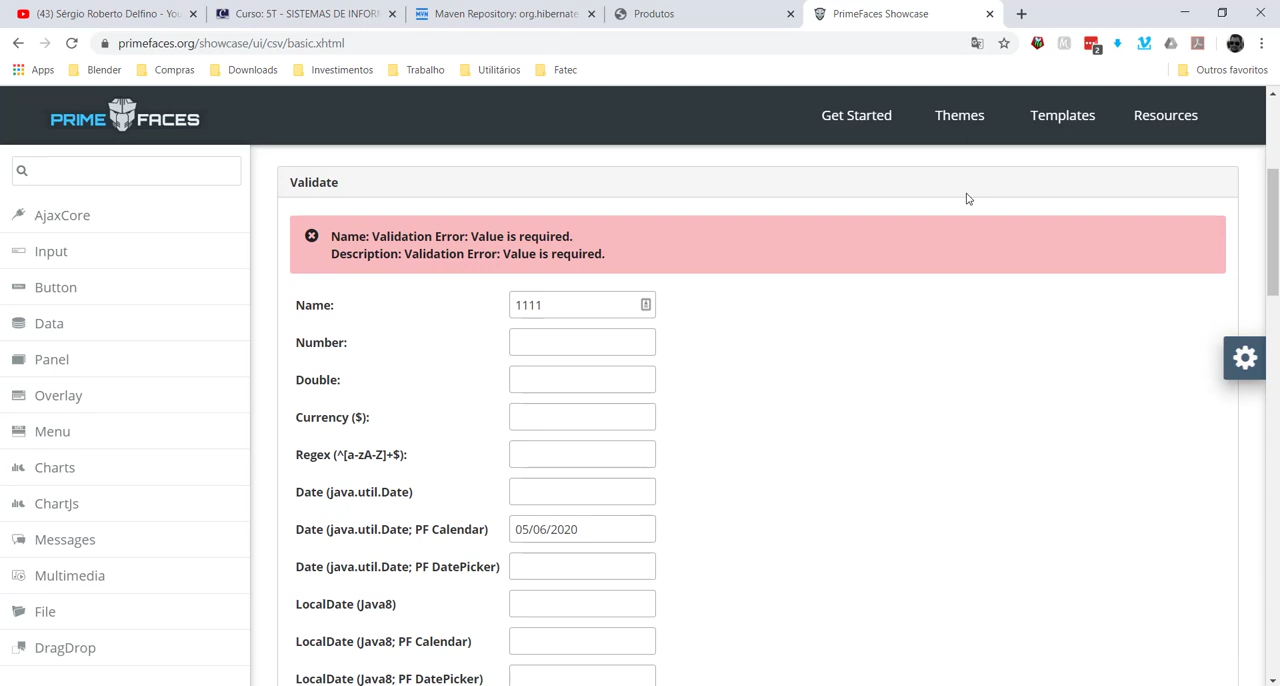 (43) Sérgio Roberto Delfino - You
Curso: 5T - SISTEMAS DE INFOR
MVN
Maven Repository: org.hibernate
Produtos
PrimeFaces Showcase
primefaces.org/showcase/ui/csv/basic.xhtml
2
Apps
Blender
Compras
Downloads
Investimentos
Trabalho
Utilitários
Fatec
Outros favoritos
PRIME FACES
Get Started
Themes
Templates
Resources
AjaxCore
Input
Button
Data
Panel
Overlay
Menu
Charts
ChartJs
Messages
Multimedia
File
DragDrop
Validate
Name: Validation Error: Value is required.
Description: Validation Error: Value is required.
Name: 1111
Number:
Double:
Currency ($):
Regex (^[a-zA-Z]+$):
Date (java.util.Date)
Date (java.util.Date; PF Calendar) 05/06/2020
Date (java.util.Date; PF DatePicker)
LocalDate (Java8)
LocalDate (Java8; PF Calendar)
LocalDate (Java8; PF DatePicker)